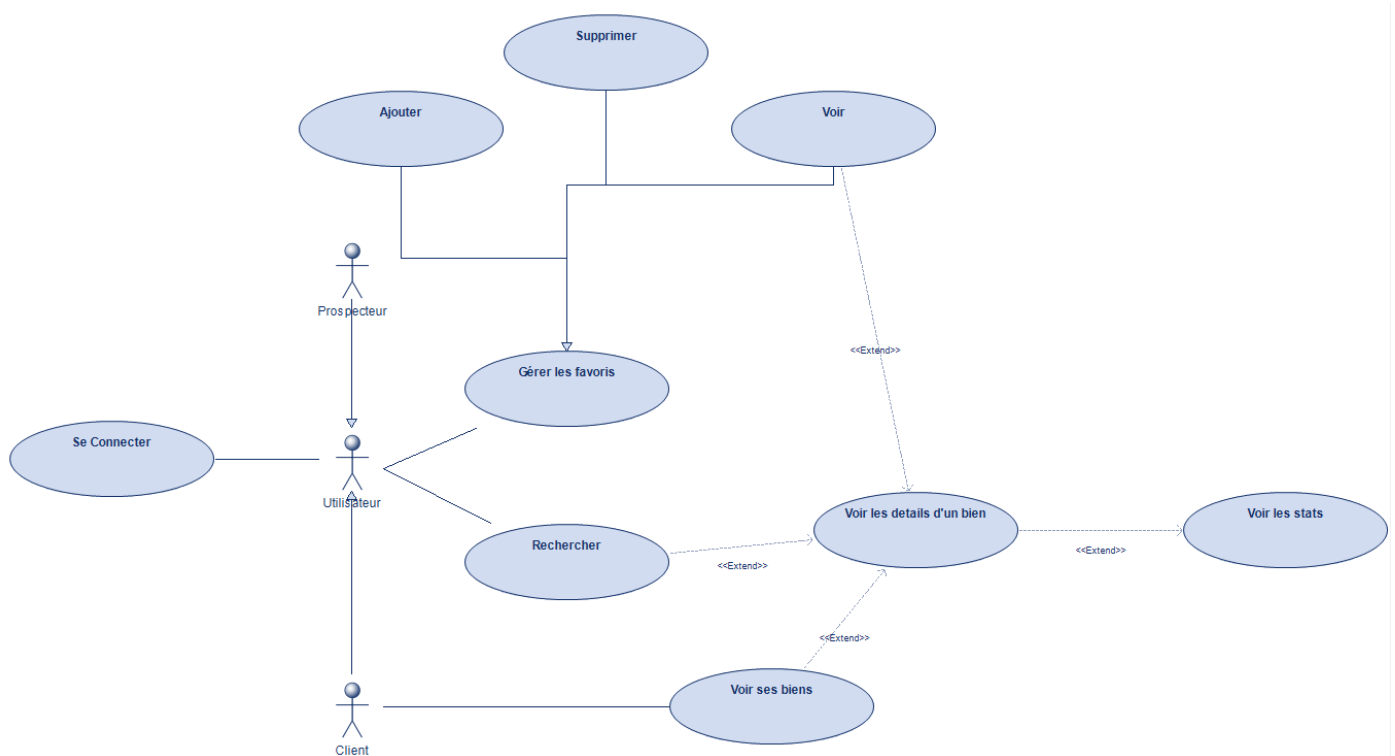 Supprimer
Ajouter
Voir
Prospecteur
<<Extend>>
Gérer les favoris
Se Connecter
Utilisateur
Voir les details d'un bien
Voir les stats
Rechercher
<<Extend>>
<<Extend>>
<<Extend>>
Voir ses biens
Client